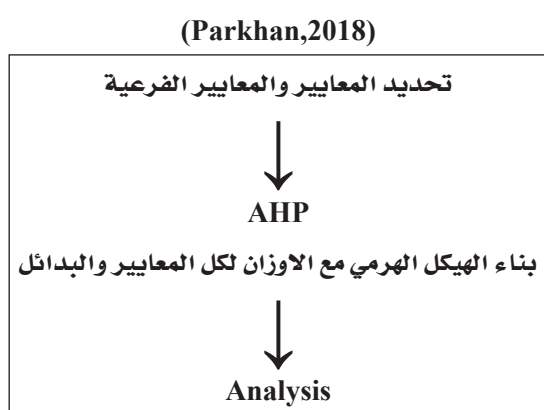 (Parkhan,2018)
تحديد المعايير والمعايير الفرعية
AHP
بناء الهيكل الهرمي مع الاوزان لكل المعايير والبدائل
Analysis